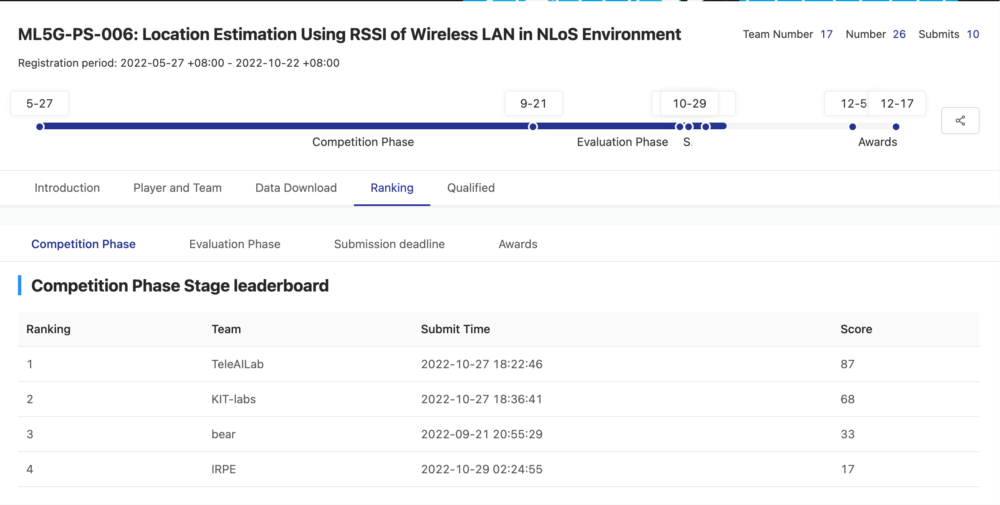 ML5G-PS-006: Location Estimation Using RSSI of Wireless LAN in NLoS Environment
Team Number 17 Number 26 Submits 10
Registration period: 2022-05-27 +08:00 - 2022-10-22 +08:00
5-27 9-21 10-29 12-5 12-17
Competition Phase Evaluation Phase S. Awards
Introduction Player and Team Data Download Ranking Qualified
Competition Phase Evaluation Phase Submission deadline Awards
Competition Phase Stage leaderboard
Ranking Team Submit Time Score
1 TeleAILab 2022-10-27 18:22:46 87
2 KIT-labs 2022-10-27 18:36:41 68
3 bear 2022-09-21 20:55:29 33
4 IRPE 2022-10-29 02:24:55 17